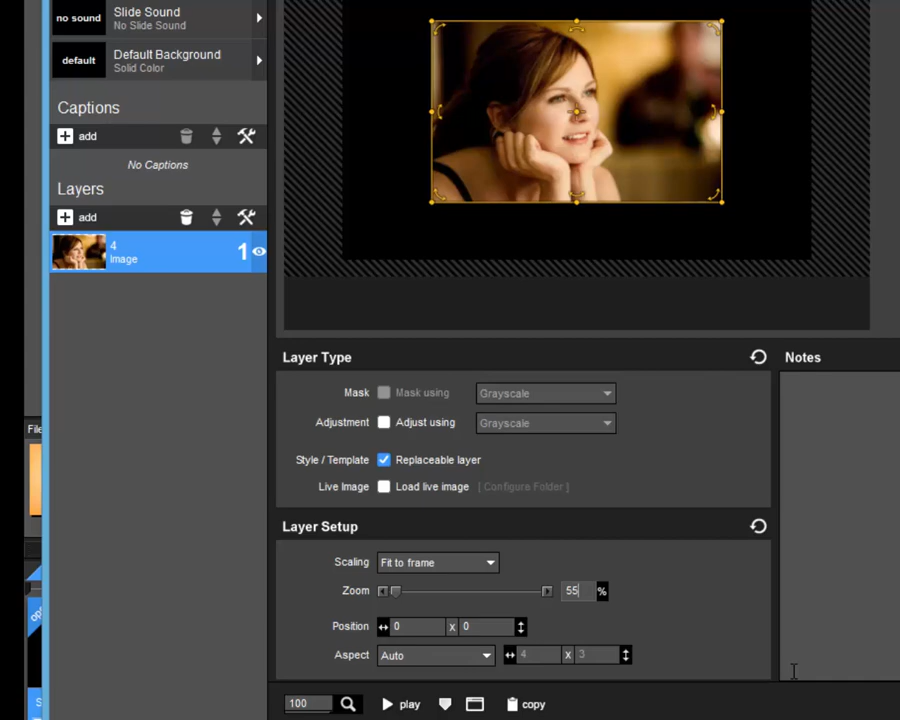 no sound
Slide Sound
No Slide Sound
default
Default Background
Solid Color
Captions
add
No Captions
Layers
add
4
Image
1
File
Layer Type
Notes
Mask Mask using Grayscale
Adjustment Adjust using Grayscale
Style / Template Replaceable layer
Live Image Load live image [ Configure Folder ]
Layer Setup
Scaling Fit to frame
Zoom 55 %
Position 0 x 0
Aspect Auto 4 x 3
100 play copy